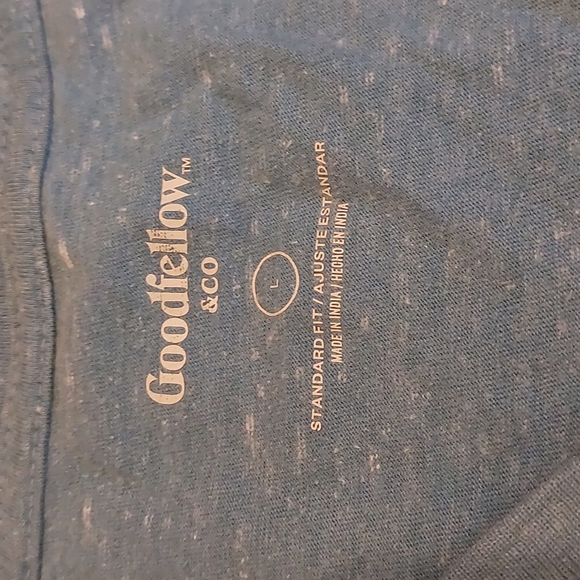 Goodfellow™
&CO
L
STANDARD FIT / AJUSTE ESTANDAR
MADE IN INDIA / HECHO EN INDIA